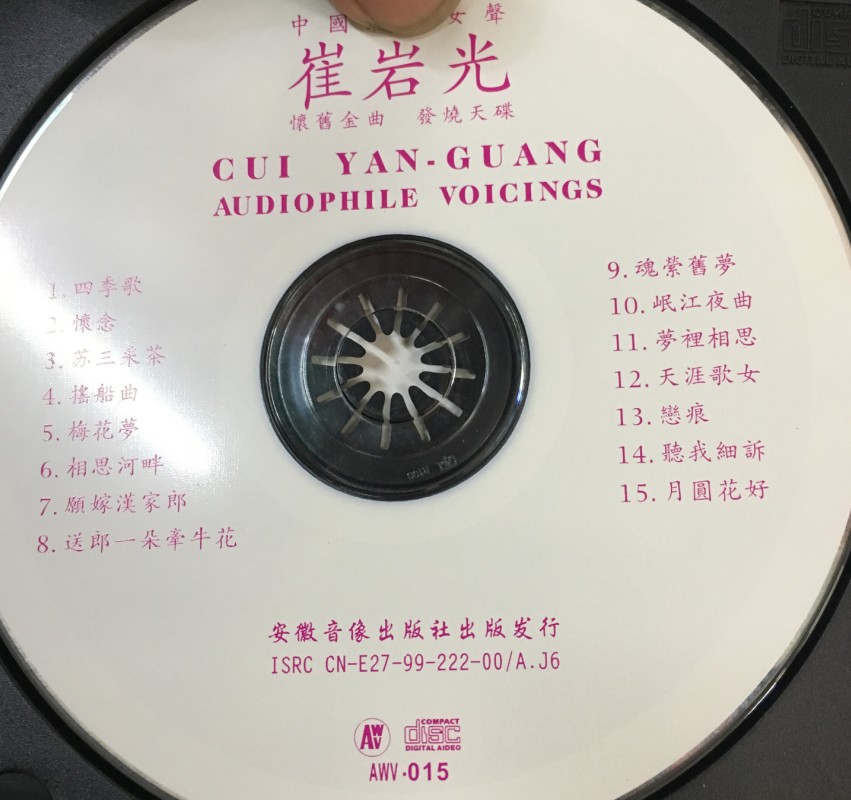 中國 女聲
崔岩光
懷舊金曲 發燒天碟
CUI YAN-GUANG
AUDIOPHILE VOICINGS
1. 四季歌
2. 懷念
3. 苏三采茶
4. 搖船曲
5. 梅花夢
6. 相思河畔
7. 願嫁漢家郎
8. 送郎一朵牽牛花
9. 魂縈舊夢
10. 岷江夜曲
11. 夢裡相思
12. 天涯歌女
13. 戀痕
14. 聽我細訴
15. 月圓花好
安徽音像出版社出版发行
ISRC CN-E27-99-222-00/A.J6
AWV
COMPACT
disc
DIGITAL AIDEO
AWV·015